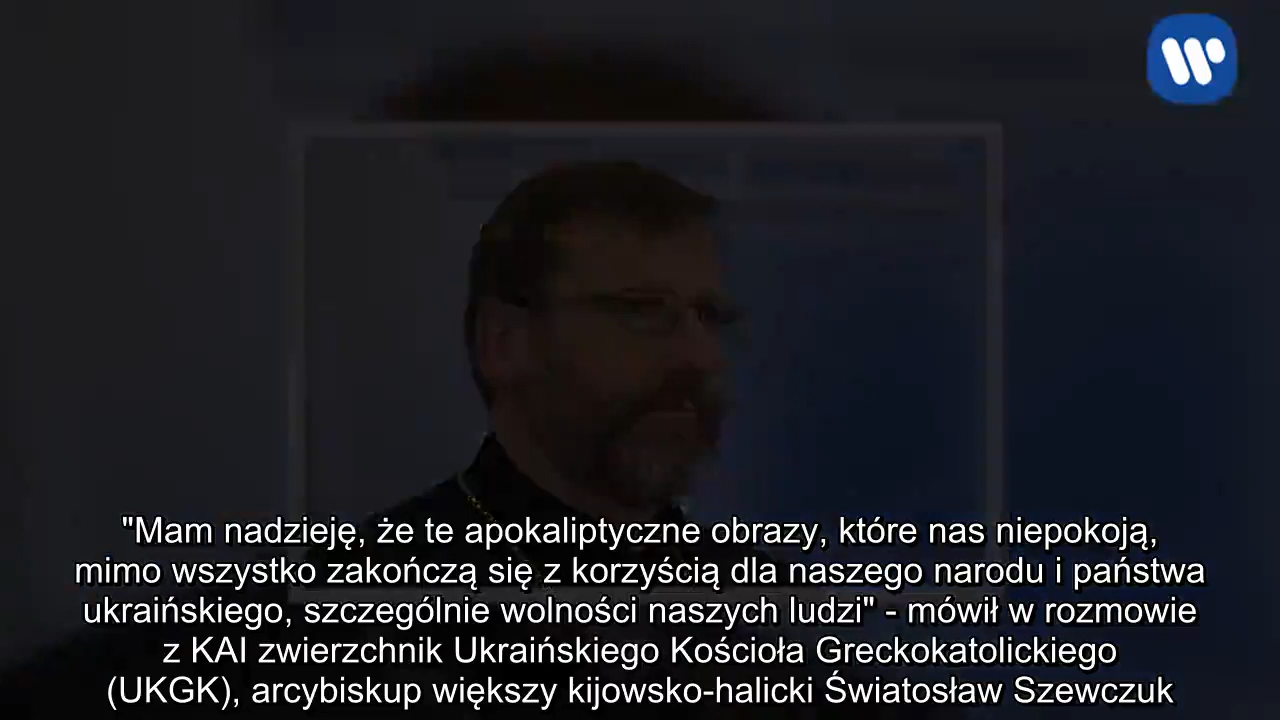 "Mam nadzieję, że te apokaliptyczne obrazy, które nas niepokoją,
mimo wszystko zakończą się z korzyścią dla naszego narodu i państwa
ukraińskiego, szczególnie wolności naszych ludzi" - mówił w rozmowie
z KAI zwierzchnik Ukraińskiego Kościoła Greckokatolickiego
(UKGK), arcybiskup większy kijowsko-halicki Światosław Szewczuk